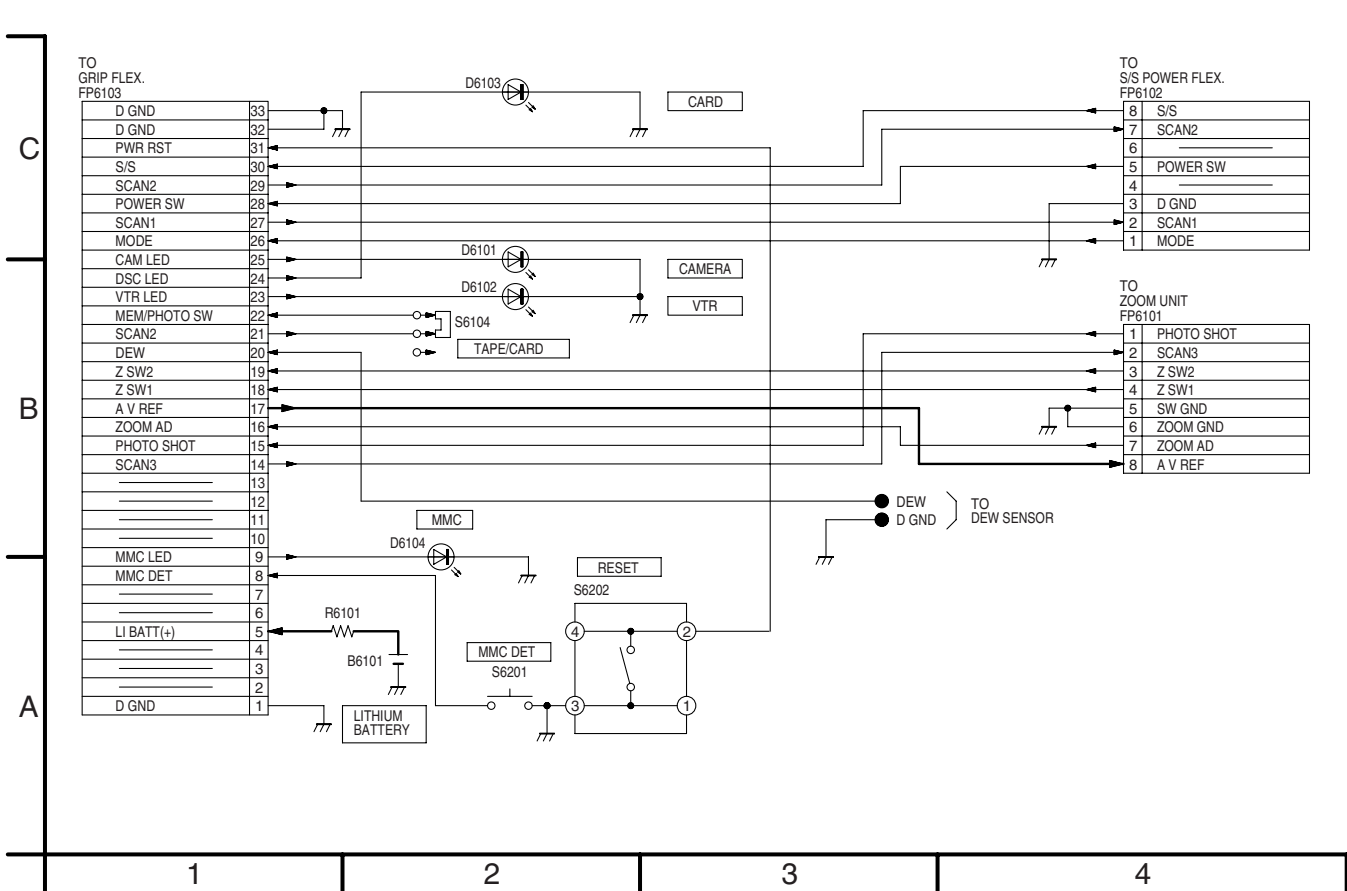 TO
GRIP FLEX.
FP6103
D GND 33
D GND 32
PWR RST 31
S/S 30
SCAN2 29
POWER SW 28
SCAN1 27
MODE 26
CAM LED 25
DSC LED 24
VTR LED 23
MEM/PHOTO SW 22
SCAN2 21
DEW 20
Z SW2 19
Z SW1 18
A V REF 17
ZOOM AD 16
PHOTO SHOT 15
SCAN3 14
13
12
11
10
MMC LED 9
MMC DET 8
7
6
LI BATT(+) 5
4
3
2
D GND 1
D6103
CARD
D6101
CAMERA
D6102
VTR
S6104
TAPE/CARD
MMC
D6104
RESET
S6202
4
2
3
1
R6101
B6101
LITHIUM
BATTERY
MMC DET
S6201
TO
S/S POWER FLEX.
FP6102
8 S/S
7 SCAN2
6
5 POWER SW
4
3 D GND
2 SCAN1
1 MODE
TO
ZOOM UNIT
FP6101
1 PHOTO SHOT
2 SCAN3
3 Z SW2
4 Z SW1
5 SW GND
6 ZOOM GND
7 ZOOM AD
8 A V REF
DEW
D GND
TO
DEW SENSOR
C
B
A
1
2
3
4